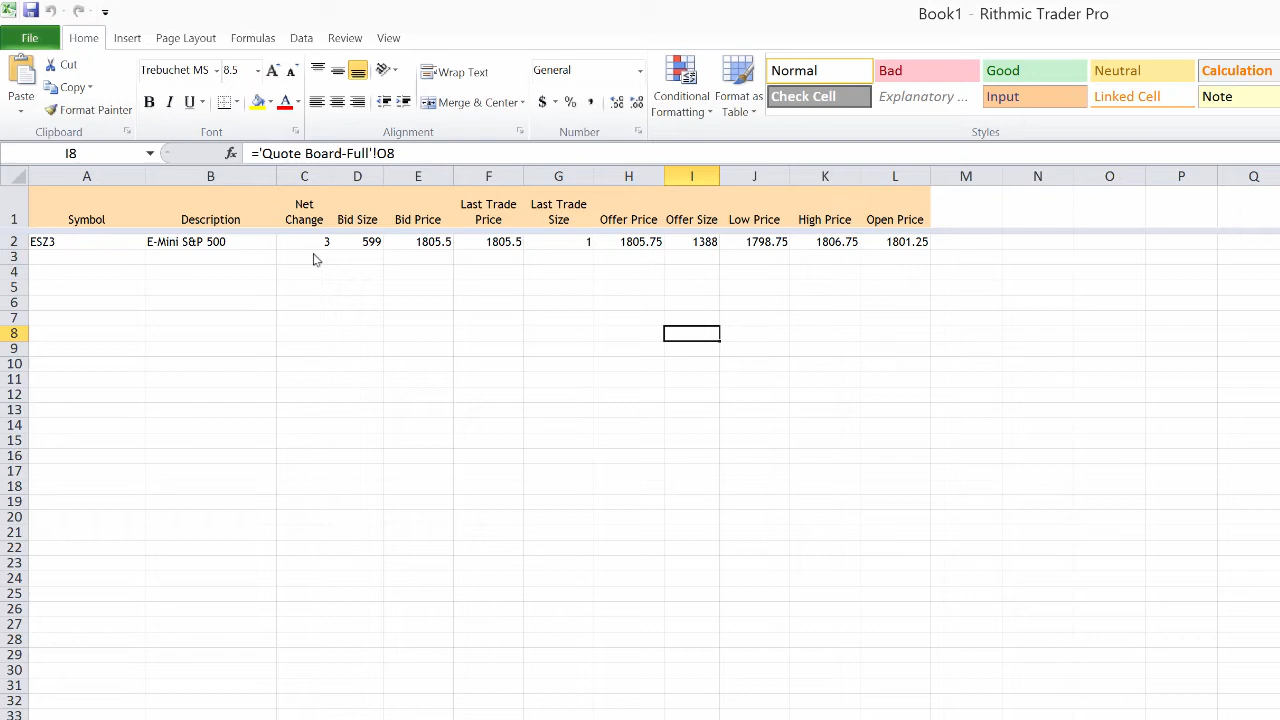 Book1 - Rithmic Trader Pro
File Home Insert Page Layout Formulas Data Review View
Paste
Cut
Copy
Format Painter
Clipboard
Trebuchet MS 8.5
A A
B I U A
Font
Wrap Text
Merge & Center
Alignment
General
$ % ,
Number
Conditional
Formatting
Format as
Table
Normal Bad Good Neutral Calculation
Check Cell Explanatory ... Input Linked Cell Note
Styles
I8 fx ='Quote Board-Full'!O8
A B C D E F G H I J K L M N O P Q
1 Symbol Description Net Change Bid Size Bid Price Last Trade Price Last Trade Size Offer Price Offer Size Low Price High Price Open Price
2 ESZ3 E-Mini S&P 500 3 599 1805.5 1805.5 1 1805.75 1388 1798.75 1806.75 1801.25
3
4
5
6
7
8
9
10
11
12
13
14
15
16
17
18
19
20
21
22
23
24
25
26
27
28
29
30
31
32
33